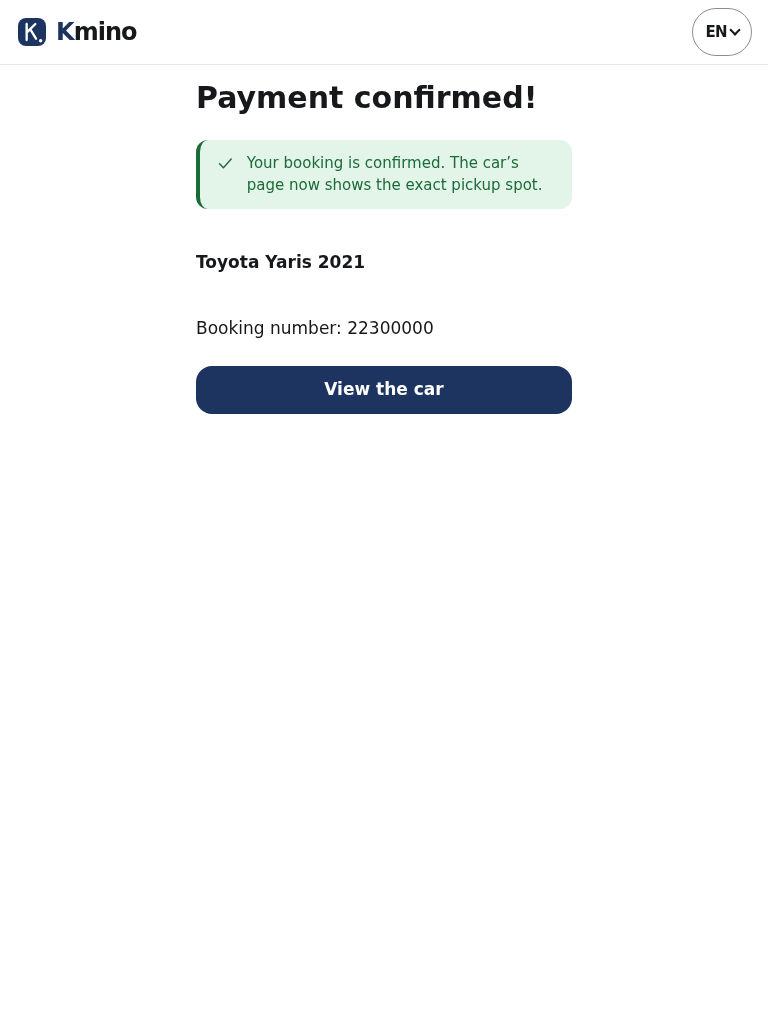 K. Kmino
EN
Payment confirmed!
Your booking is confirmed. The car’s
page now shows the exact pickup spot.
Toyota Yaris 2021
Booking number: 22300000
View the car